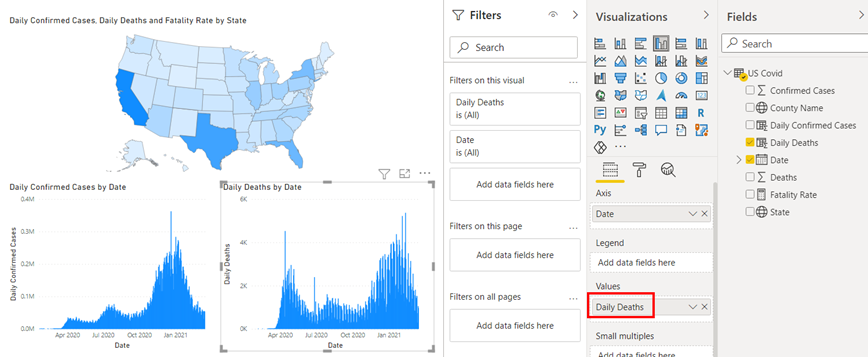 Daily Confirmed Cases, Daily Deaths and Fatality Rate by State
Daily Confirmed Cases by Date
Daily Confirmed Cases
0.4M
0.3M
0.2M
0.1M
0.0M
Apr 2020
Jul 2020
Oct 2020
Jan 2021
Date
Daily Deaths by Date
Daily Deaths
6K
4K
2K
0K
Apr 2020
Jul 2020
Oct 2020
Jan 2021
Date
Filters
Search
Filters on this visual
...
Daily Deaths
is (All)
Date
is (All)
Add data fields here
Filters on this page
...
Add data fields here
Filters on all pages
...
Add data fields here
Visualizations
R
Py
...
Axis
Date
Legend
Add data fields here
Values
Daily Deaths
Small multiples
Add data fields here
Fields
Search
US Covid
Confirmed Cases
County Name
Daily Confirmed Cases
Daily Deaths
Date
Deaths
Fatality Rate
State